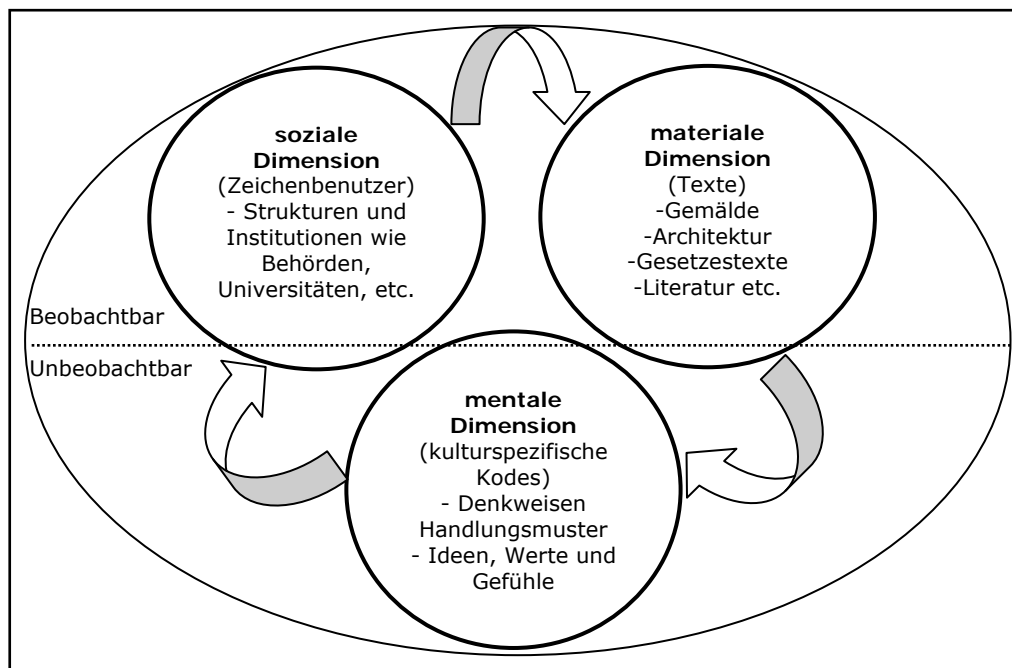 soziale
Dimension
(Zeichenbenutzer)
- Strukturen und
Institutionen wie
Behörden,
Universitäten, etc.
materiale
Dimension
(Texte)
-Gemälde
-Architektur
-Gesetzestexte
-Literatur etc.
Beobachtbar
Unbeobachtbar
mentale
Dimension
(kulturspezifische
Kodes)
- Denkweisen
Handlungsmuster
- Ideen, Werte und
Gefühle